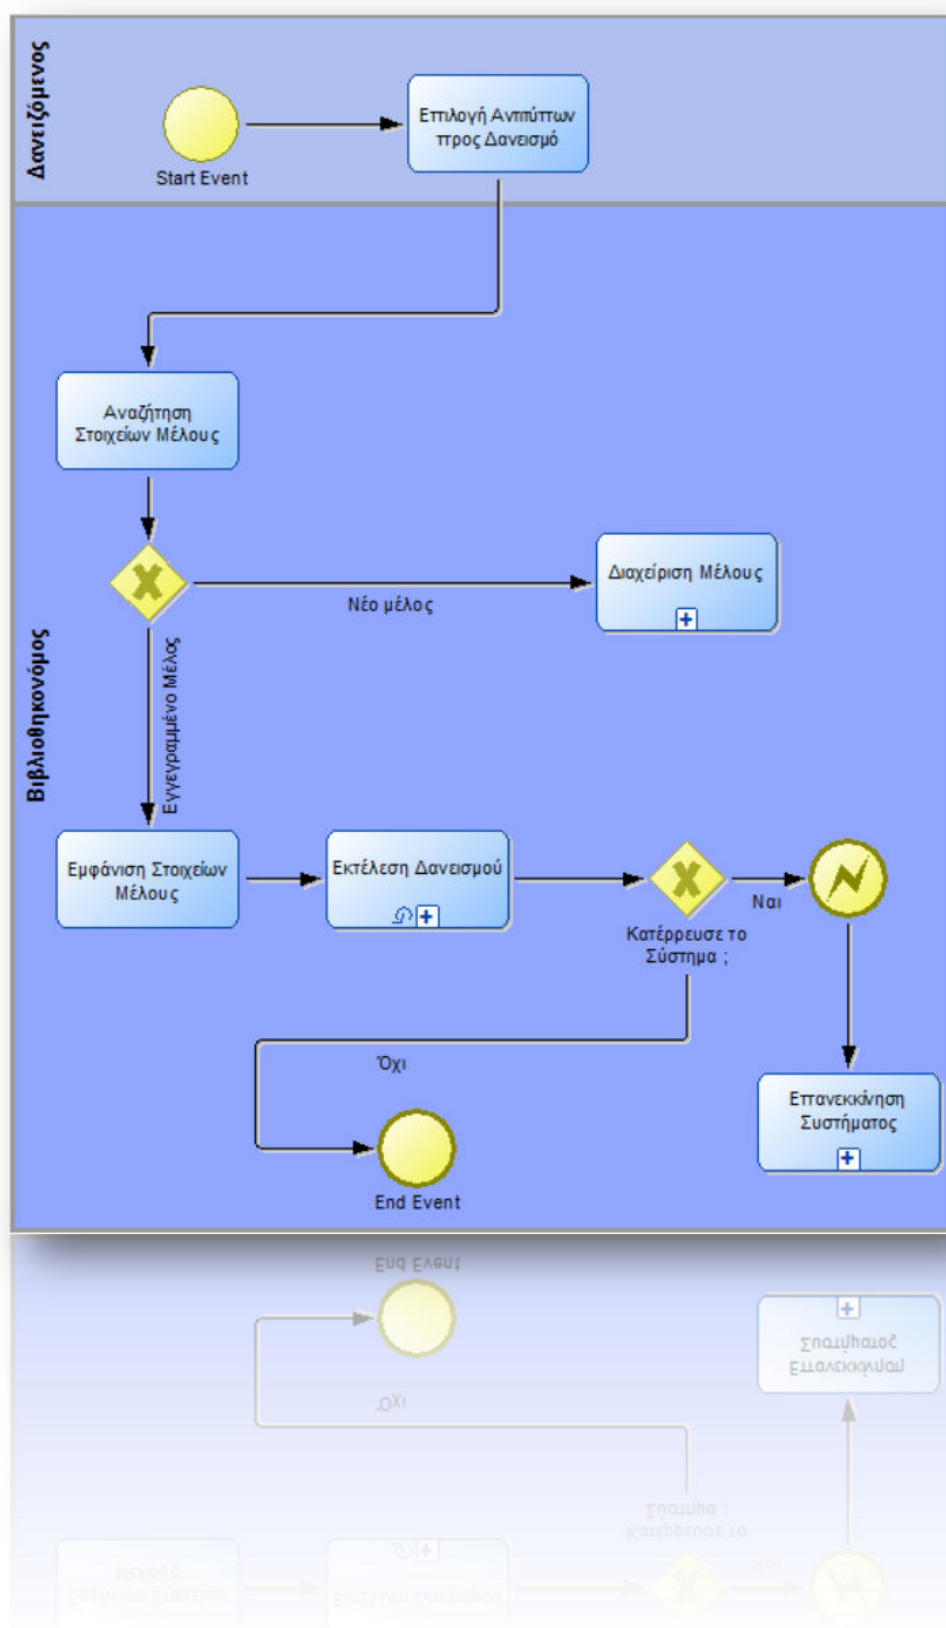 Δανειζόμενος
Start Event
Επιλογή Αντιτύπων
προς Δανεισμό
Βιβλιοθηκονόμος
Αναζήτηση
Στοιχείων Μέλους
Νέο μέλος
Διαχείριση Μέλους
Εγγεγραμμένο Μέλος
Εμφάνιση Στοιχείων
Μέλους
Εκτέλεση Δανεισμού
Κατέρρευσε το
Σύστημα ;
Ναι
Όχι
Επανεκκίνηση
Συστήματος
End Event